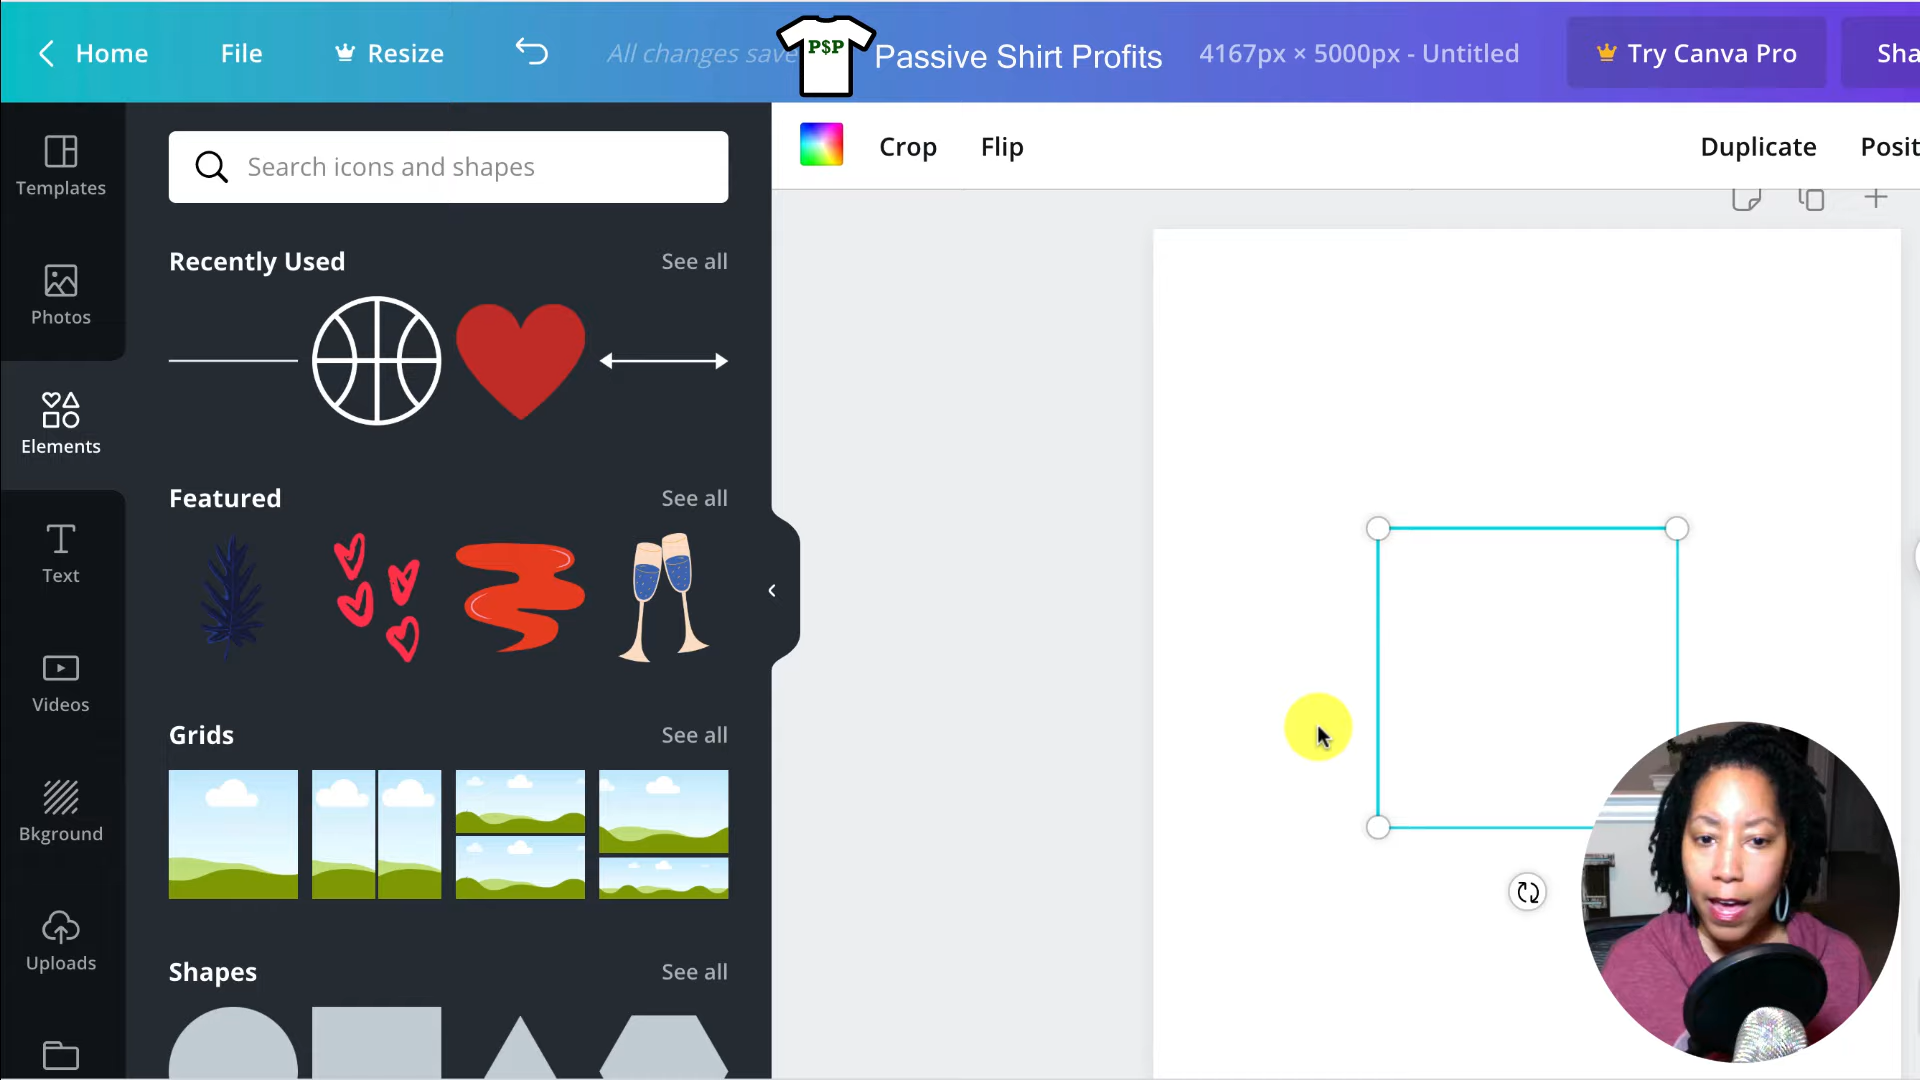 Home File Resize All changes save P$P Passive Shirt Profits 4167px × 5000px - Untitled Try Canva Pro Sha
Crop Flip Duplicate Posit
Search icons and shapes
Templates
Photos
Elements
Text
Videos
Bkground
Uploads
Recently Used See all
Featured See all
Grids See all
Shapes See all